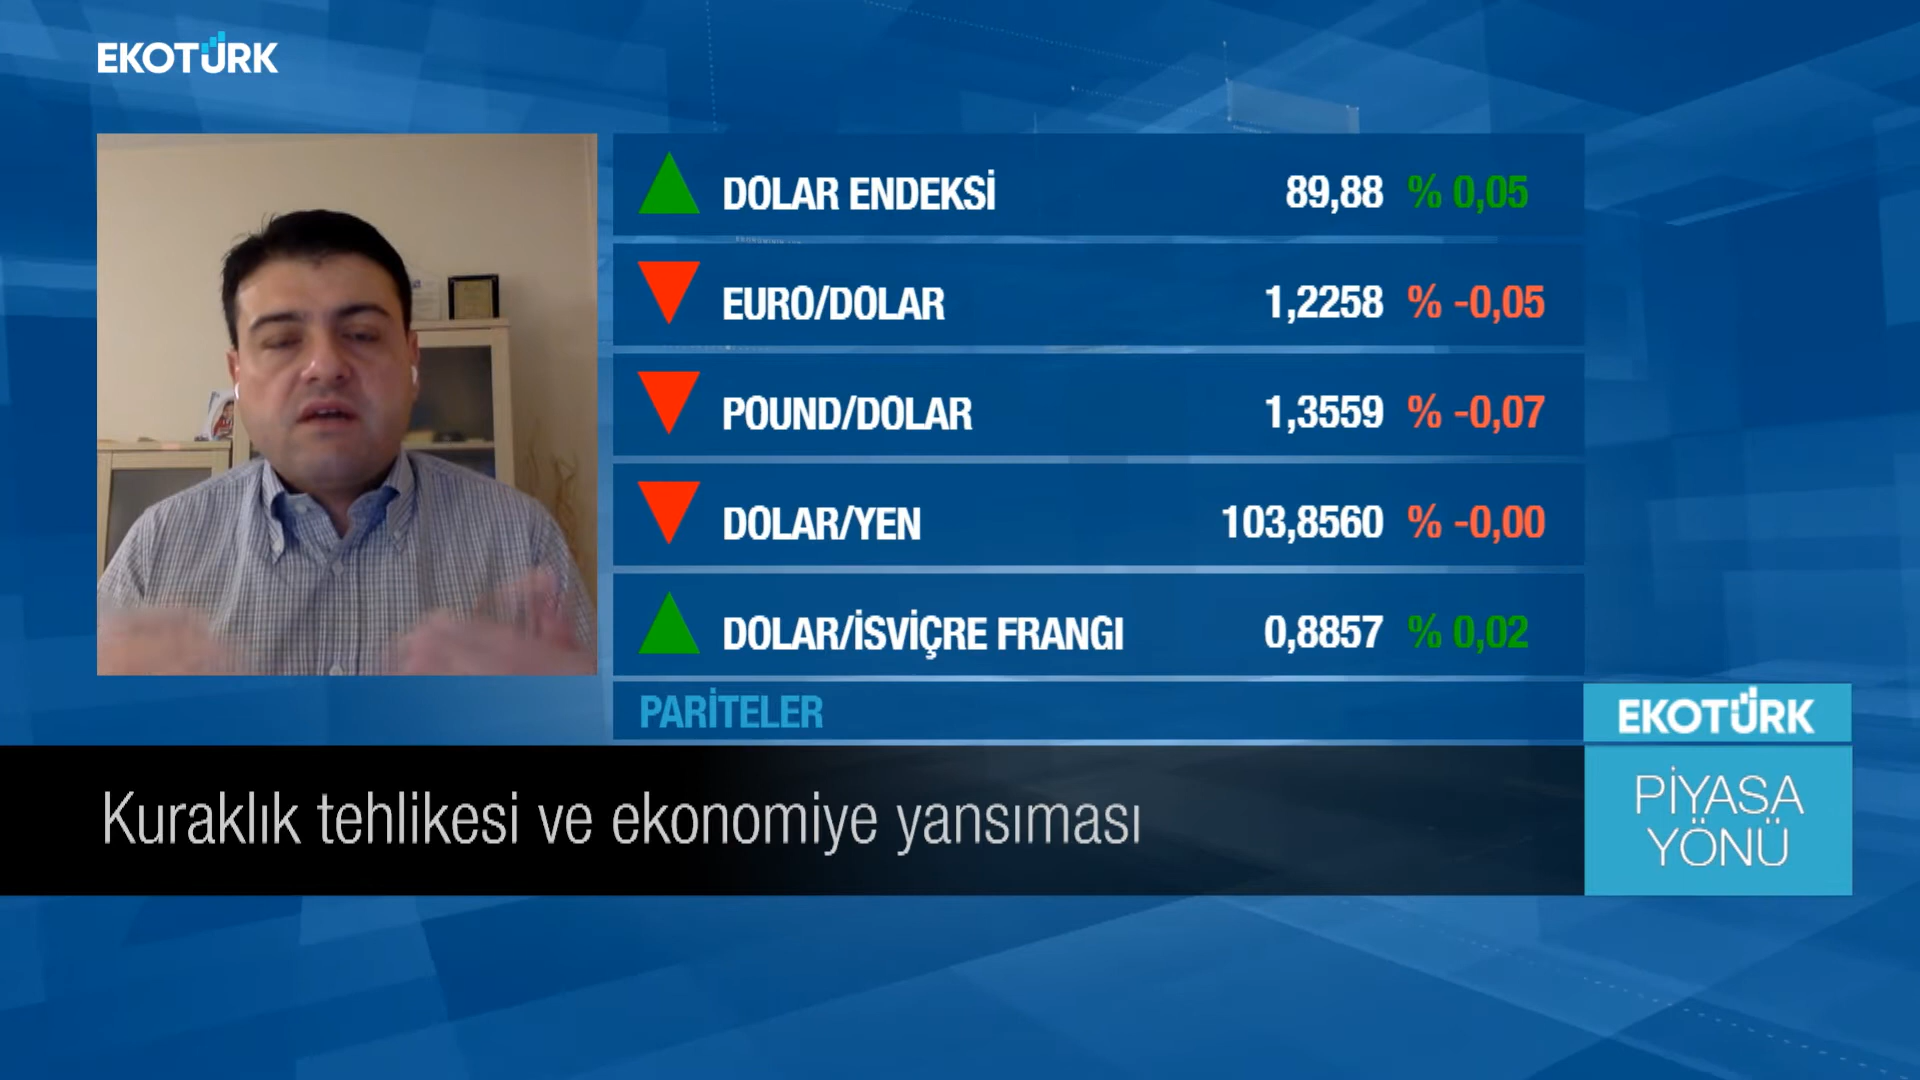 EKOTÜRK
DOLAR ENDEKSİ 89,88 % 0,05
EURO/DOLAR 1,2258 % -0,05
POUND/DOLAR 1,3559 % -0,07
DOLAR/YEN 103,8560 % -0,00
DOLAR/İSVİÇRE FRANGI 0,8857 % 0,02
PARİTELER
EKOTÜRK
Kuraklık tehlikesi ve ekonomiye yansıması
PİYASA
YÖNÜ